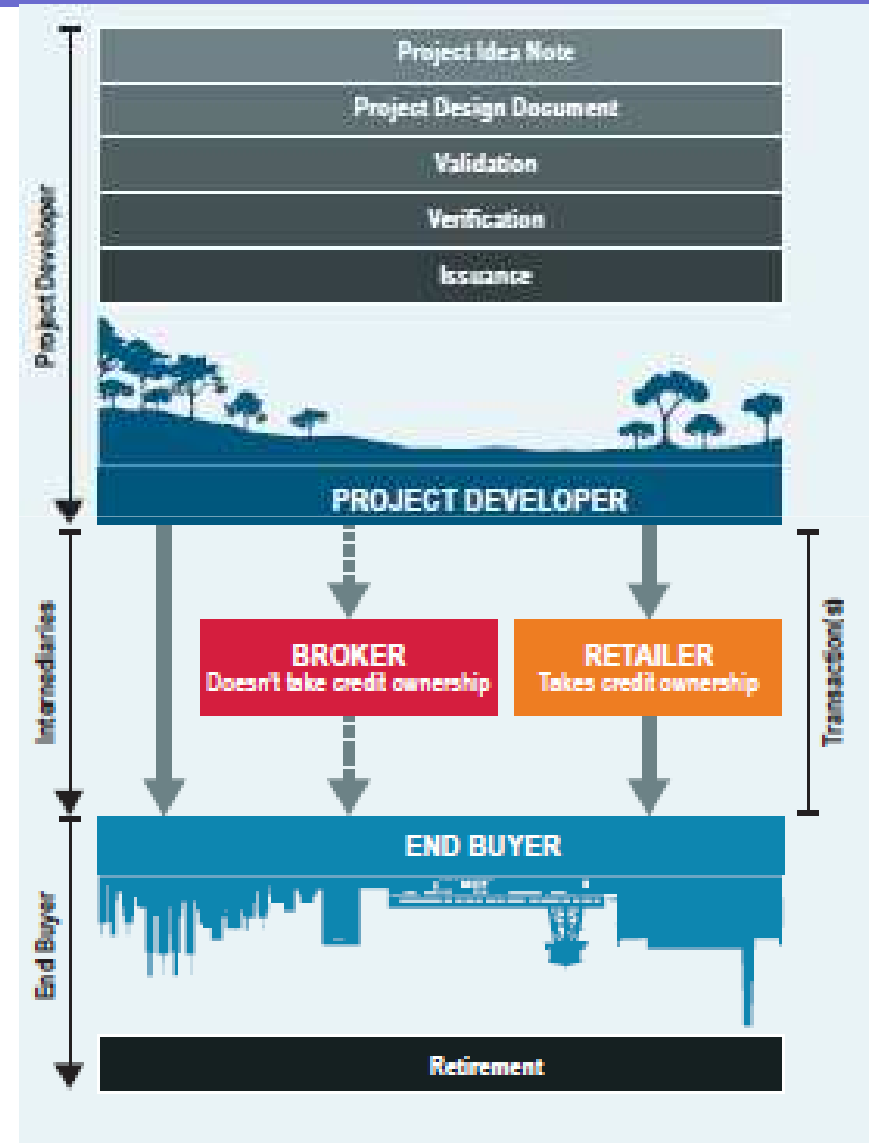 Project Idea Note
Project Design Document
Validation
Verification
Issuance
Project Developer
PROJECT DEVELOPER
Intermediaries
BROKER
Doesn't take credit ownership
RETAILER
Takes credit ownership
Transaction(s)
END BUYER
End Buyer
Retirement